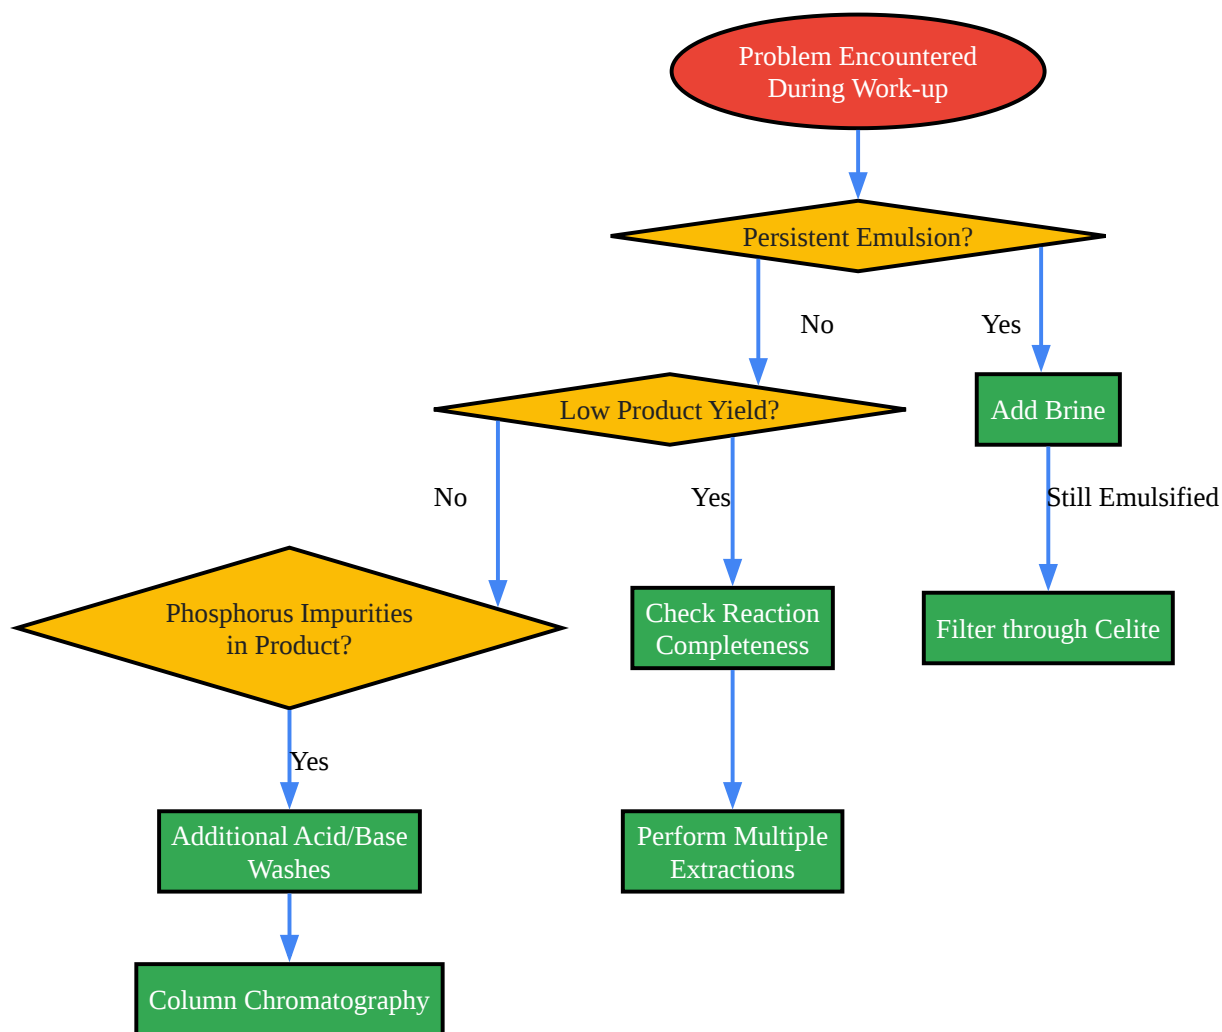 Problem Encountered
During Work-up
Persistent Emulsion?
No
Yes
Low Product Yield?
Add Brine
No
Yes
Still Emulsified
Phosphorus Impurities
in Product?
Check Reaction
Completeness
Filter through Celite
Yes
Additional Acid/Base
Washes
Perform Multiple
Extractions
Column Chromatography